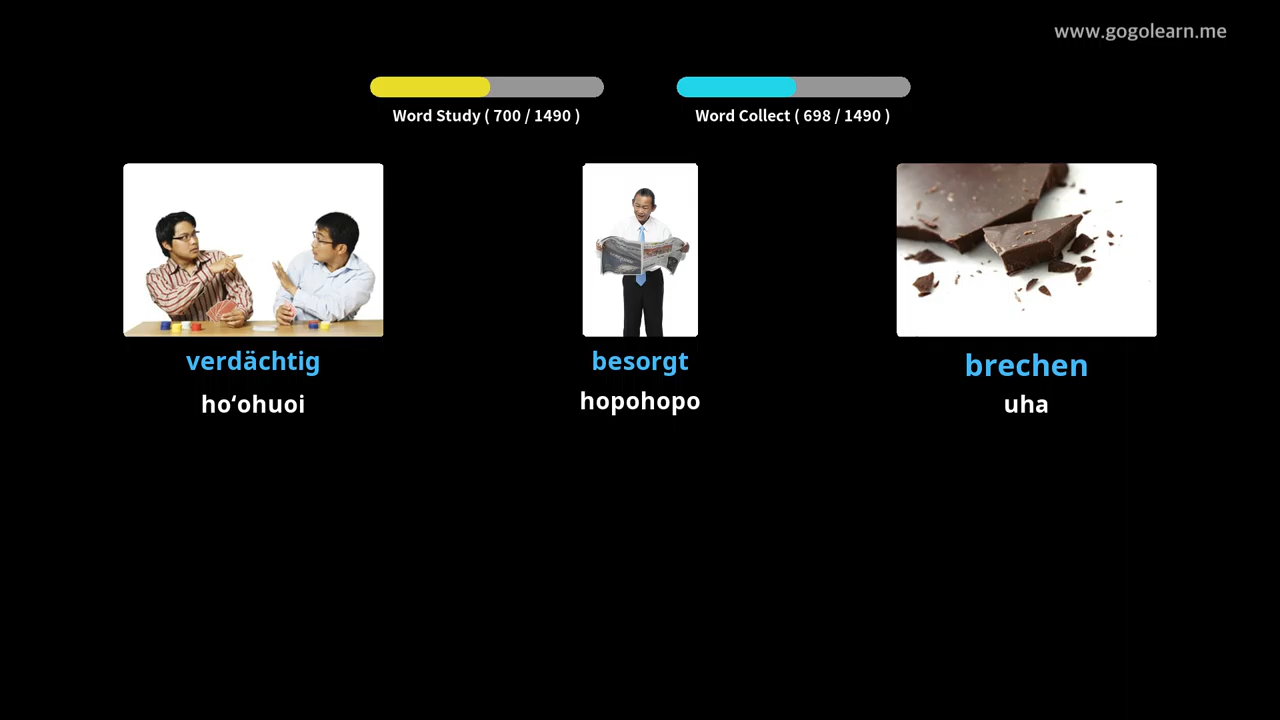 www.gogolearn.me
Word Study ( 700 / 1490 )
Word Collect ( 698 / 1490 )
verdächtig
hoʻohuoi
besorgt
hopohopo
brechen
uha